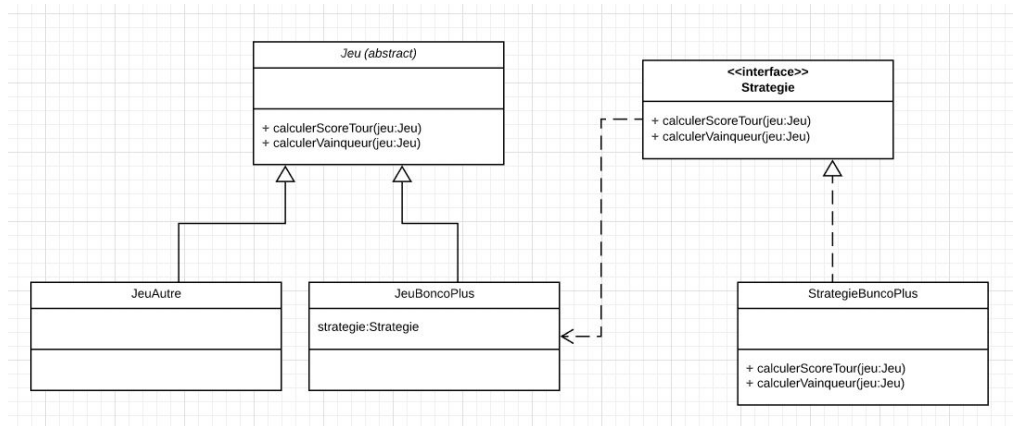 Jeu (abstract)
+ calculerScoreTour(jeu:Jeu)
+ calculerVainqueur(jeu:Jeu)
<<interface>>
Strategie
+ calculerScoreTour(jeu:Jeu)
+ calculerVainqueur(jeu:Jeu)
JeuAutre
JeuBoncoPlus
strategie:Strategie
StrategieBuncoPlus
+ calculerScoreTour(jeu:Jeu)
+ calculerVainqueur(jeu:Jeu)